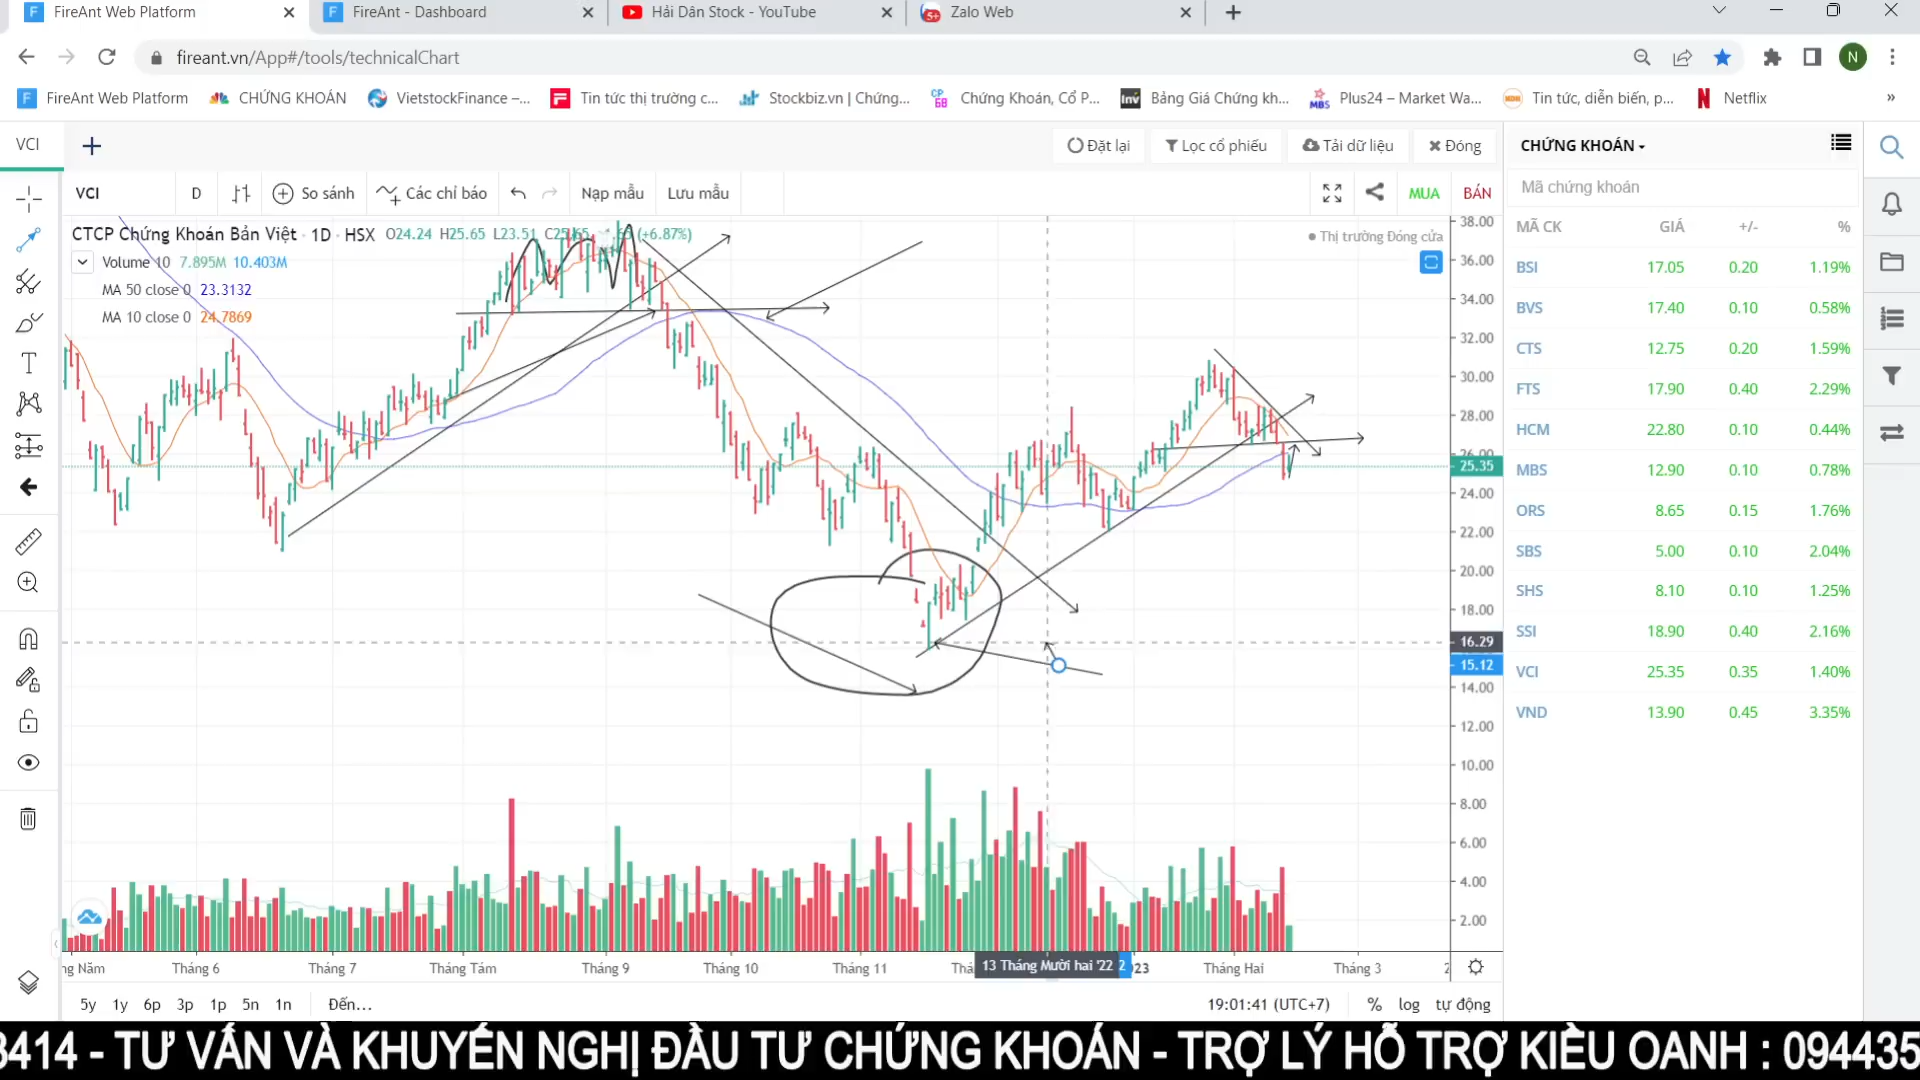 FireAnt Web Platform
FireAnt - Dashboard
Hải Dân Stock - YouTube
5+
Zalo Web
fireant.vn/App#/tools/technicalChart
N
FireAnt Web Platform
CHỨNG KHOÁN
VietstockFinance –...
Tin tức thị trường c...
Stockbiz.vn | Chứng...
CP68
Chứng Khoán, Cổ P...
Inv
Bảng Giá Chứng kh...
MBS
Plus24 – Market Wa...
Tin tức, diễn biến, p...
Netflix
»
VCI
Đặt lại
Lọc cổ phiếu
Tải dữ liệu
Đóng
CHỨNG KHOÁN
VCI
D
So sánh
Các chỉ báo
Nạp mẫu
Lưu mẫu
MUA
BÁN
Mã chứng khoán
CTCP Chứng Khoán Bản Việt · 1D · HSX O24.24 H25.65 L23.51 (+6.87%)
Thị trường Đóng cửa
Volume 10 7.895M 10.403M
MA 50 close 0 23.3132
MA 10 close 0 24.7869
38.00
36.00
34.00
32.00
30.00
28.00
26.00
25.35
24.00
22.00
20.00
18.00
16.29
15.12
14.00
12.00
10.00
8.00
6.00
4.00
2.00
MÃ CK GIÁ +/- %
BSI 17.05 0.20 1.19%
BVS 17.40 0.10 0.58%
CTS 12.75 0.20 1.59%
FTS 17.90 0.40 2.29%
HCM 22.80 0.10 0.44%
MBS 12.90 0.10 0.78%
ORS 8.65 0.15 1.76%
SBS 5.00 0.10 2.04%
SHS 8.10 0.10 1.25%
SSI 18.90 0.40 2.16%
VCI 25.35 0.35 1.40%
VND 13.90 0.45 3.35%
ng Năm Tháng 6 Tháng 7 Tháng Tám Tháng 9 Tháng 10 Tháng 11 Thá 13 Tháng Mười hai '22 2 23 Tháng Hai Tháng 3 2
5y 1y 6p 3p 1p 5n 1n Đến...
19:01:41 (UTC+7) % log tự động
3414 - TƯ VẤN VÀ KHUYẾN NGHỊ ĐẦU TƯ CHỨNG KHOÁN - TRỢ LÝ HỖ TRỢ KIỀU OANH : 094435